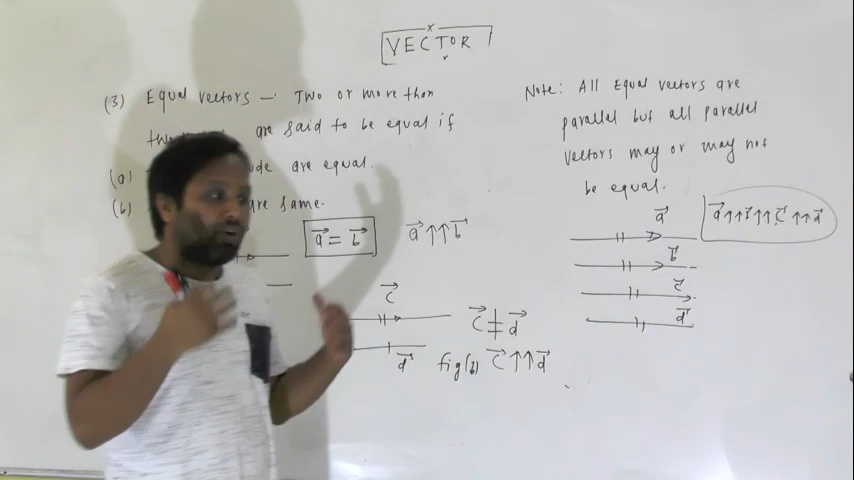 VECTOR
(3) Equal vectors :- Two or more than
two are said to be equal if
(a) ude are equal.
(b) are same.
a⃗ = b⃗
a⃗ ↑↑ b⃗
c⃗
c⃗ ≠ d⃗
d⃗
fig(b) c⃗ ↑↑ d⃗
Note: All Equal vectors are
parallel but all parallel
vectors may or may not
be equal.
a⃗
b⃗
c⃗
d⃗
a⃗ ↑↑ b⃗ ↑↑ c⃗ ↑↑ d⃗